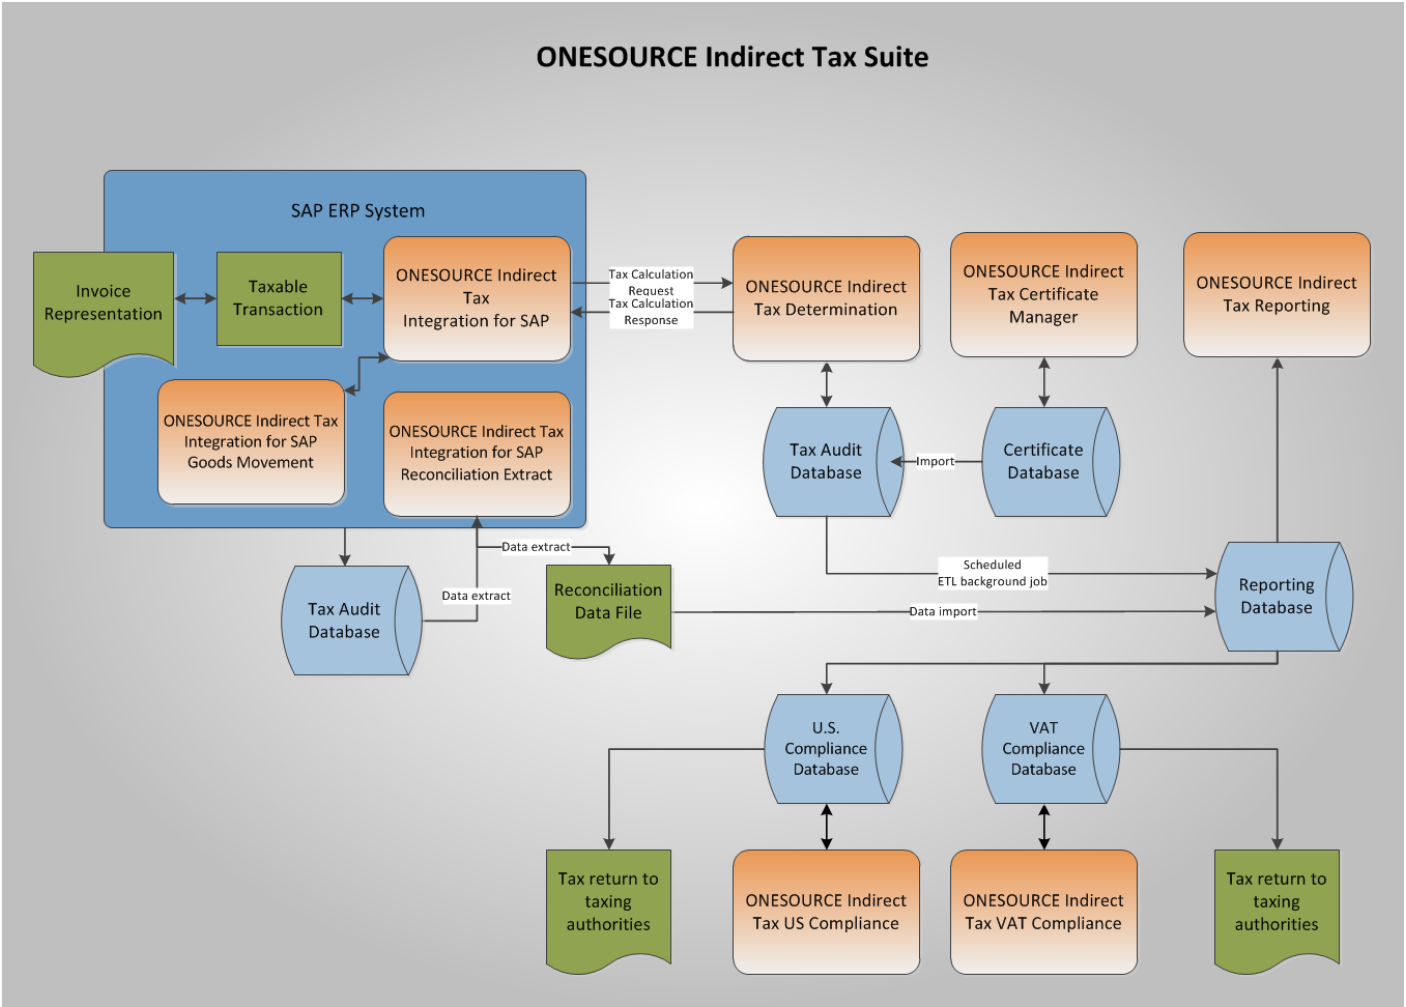 ONESOURCE Indirect Tax Suite
SAP ERP System
Invoice
Representation
Taxable
Transaction
ONESOURCE Indirect
Tax
Integration for SAP
Tax Calculation
Request
Tax Calculation
Response
ONESOURCE Indirect
Tax Determination
ONESOURCE Indirect
Tax Certificate
Manager
ONESOURCE Indirect
Tax Reporting
ONESOURCE Indirect Tax
Integration for SAP
Goods Movement
ONESOURCE Indirect Tax
Integration for SAP
Reconciliation Extract
Tax Audit
Database
Import
Certificate
Database
Data extract
Data extract
Tax Audit
Database
Reconciliation
Data File
Scheduled
ETL background job
Data import
Reporting
Database
U.S.
Compliance
Database
VAT
Compliance
Database
Tax return to
taxing
authorities
ONESOURCE Indirect
Tax US Compliance
ONESOURCE Indirect
Tax VAT Compliance
Tax return to
taxing
authorities